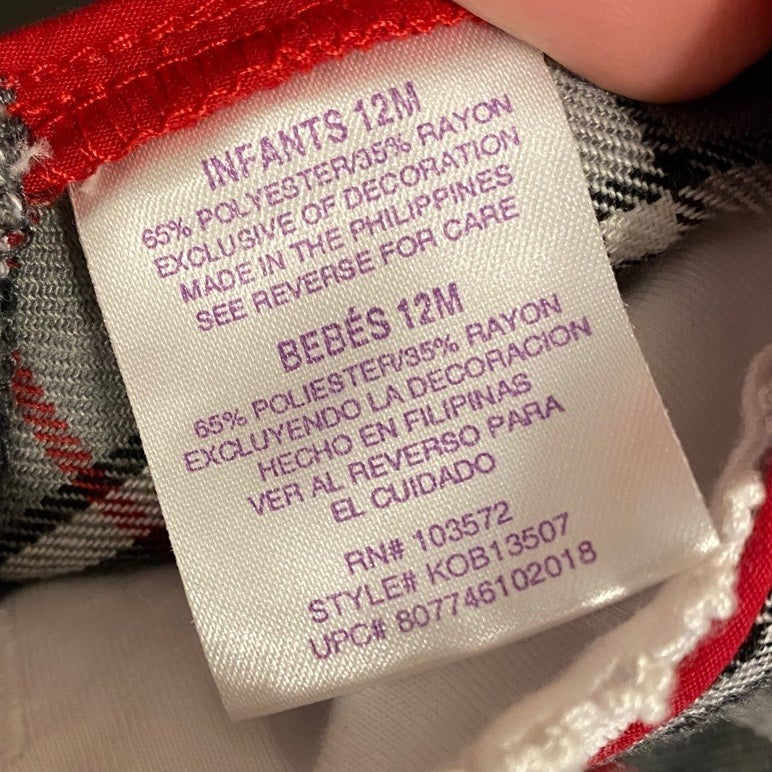 INFANTS 12M
65% POLYESTER/35% RAYON
EXCLUSIVE OF DECORATION
MADE IN THE PHILIPPINES
SEE REVERSE FOR CARE
BEBÉS 12M
65% POLIESTER/35% RAYON
EXCLUYENDO LA DECORACION
HECHO EN FILIPINAS
VER AL REVERSO PARA
EL CUIDADO
RN# 103572
STYLE# KOB13507
UPC# 807746102018